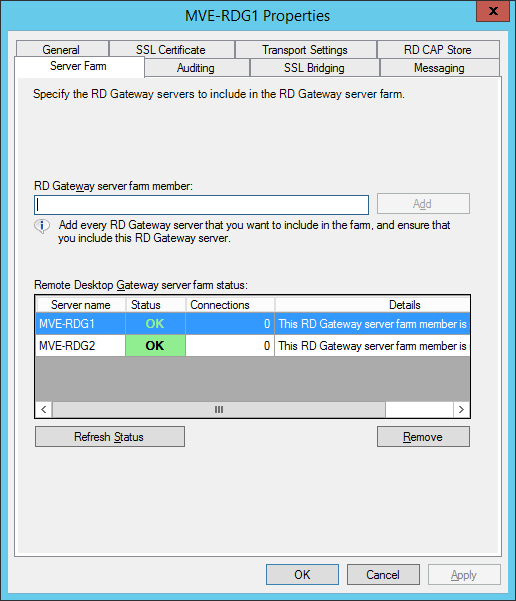 MVE-RDG1 Properties
x
General SSL Certificate Transport Settings RD CAP Store
Server Farm Auditing SSL Bridging Messaging
Specify the RD Gateway servers to include in the RD Gateway server farm.
RD Gateway server farm member:
Add
i Add every RD Gateway server that you want to include in the farm, and ensure that
you include this RD Gateway server.
Remote Desktop Gateway server farm status:
Server name Status Connections Details
MVE-RDG1 OK 0 This RD Gateway server farm member is
MVE-RDG2 OK 0 This RD Gateway server farm member is
Refresh Status Remove
OK Cancel Apply